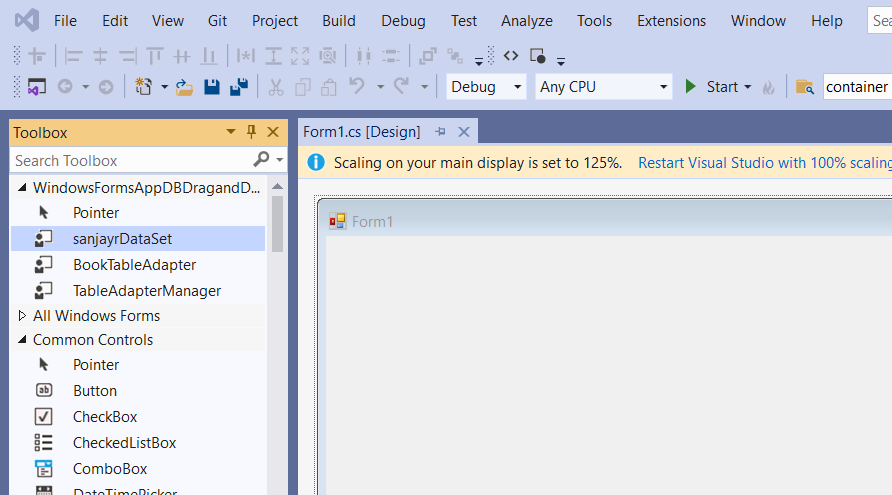 File Edit View Git Project Build Debug Test Analyze Tools Extensions Window Help Sea
Debug Any CPU Start container
Toolbox
Form1.cs [Design]
Search Toolbox
Scaling on your main display is set to 125%. Restart Visual Studio with 100% scaling
WindowsFormsAppDBDragandD...
Pointer
Form1
sanjayrDataSet
BookTableAdapter
TableAdapterManager
All Windows Forms
Common Controls
Pointer
ab Button
CheckBox
CheckedListBox
ComboBox
DateTimePicker